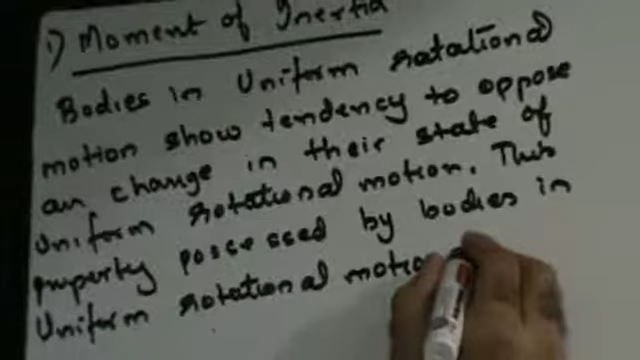 1) Moment of Inertia
Bodies in Uniform rotational
motion show tendency to oppose
an change in their state of
Uniform rotational motion. This
property possessed by bodies in
Uniform rotational motio